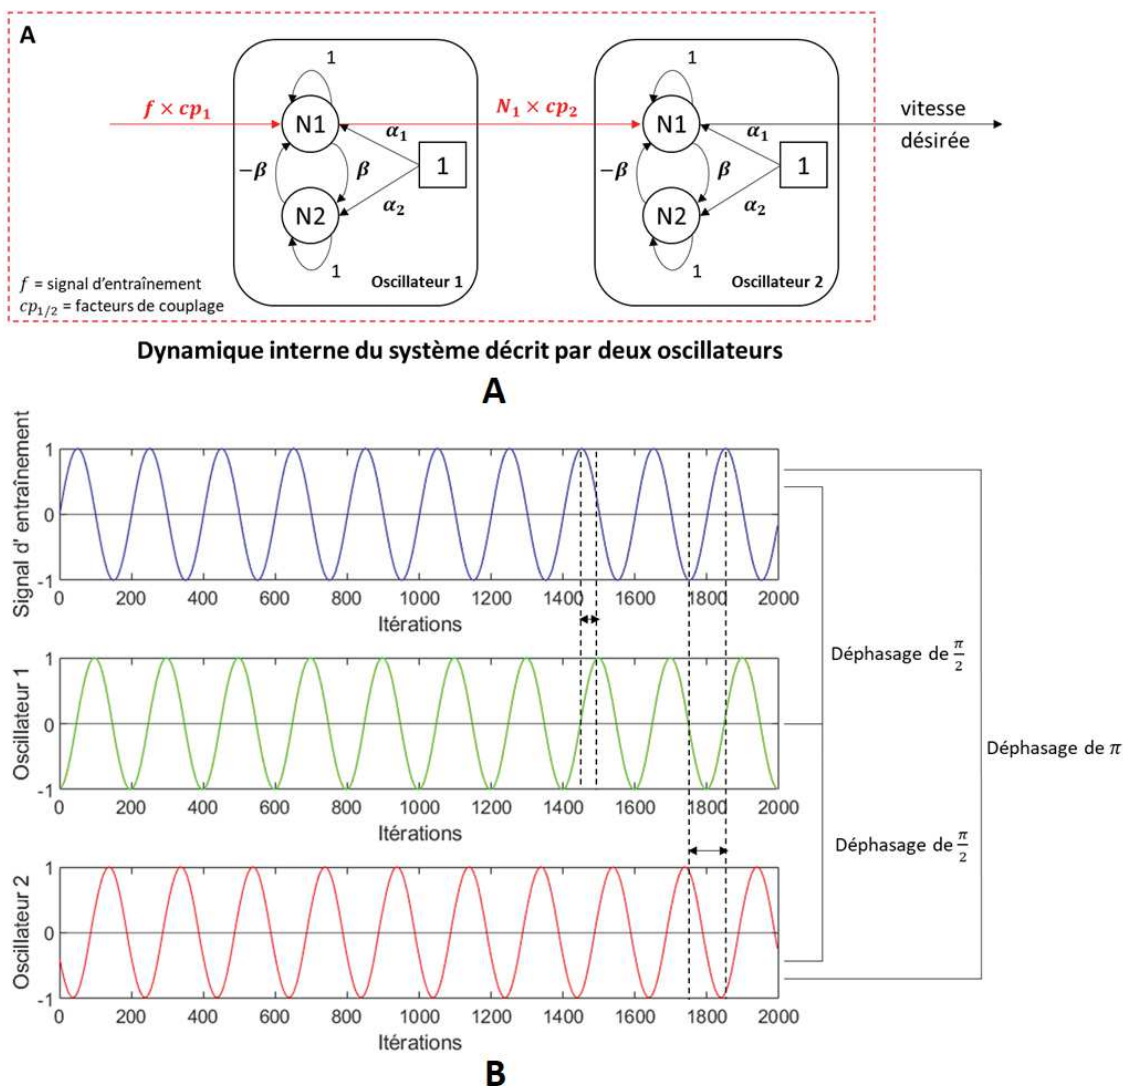 A
f × cp₁
N₁ × cp₂
vitesse
désirée
1
N1
α₁
1
−β
β
α₂
N2
1
Oscillateur 1
1
N1
α₁
1
−β
β
α₂
N2
1
Oscillateur 2
f = signal d’entraînement
cp₁/₂ = facteurs de couplage
Dynamique interne du système décrit par deux oscillateurs
A
Signal d' entraînement
1
0
-1
0 200 400 600 800 1000 1200 1400 1600 1800 2000
Itérations
Oscillateur 1
1
0
-1
0 200 400 600 800 1000 1200 1400 1600 1800 2000
Itérations
Oscillateur 2
1
0
-1
0 200 400 600 800 1000 1200 1400 1600 1800 2000
Itérations
Déphasage de π/2
Déphasage de π
Déphasage de π/2
B